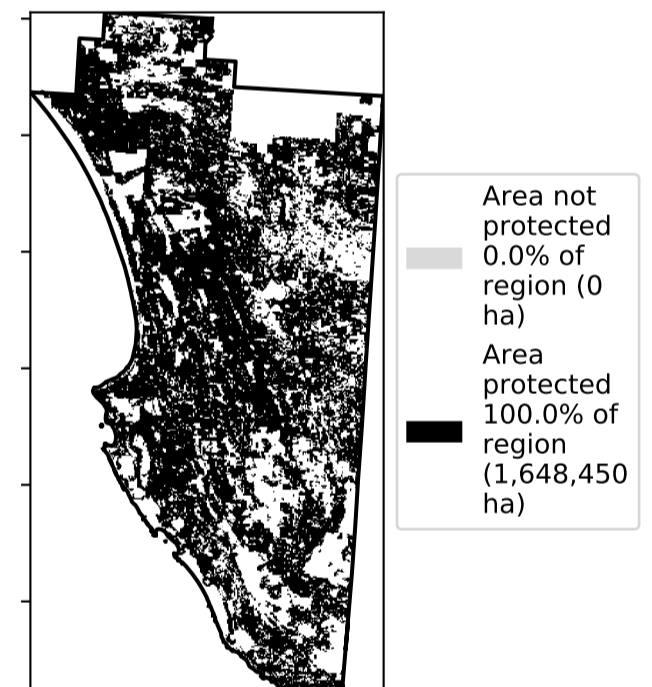 Area not
protected
0.0% of
region (0
ha)
Area
protected
100.0% of
region
(1,648,450
ha)